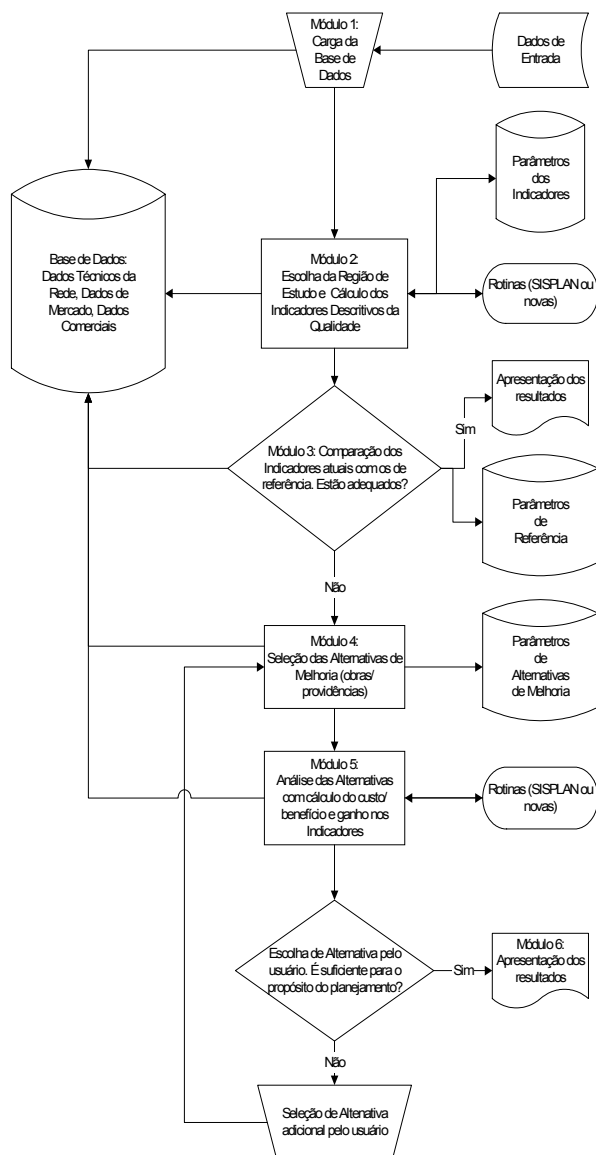 Módulo 1:
Carga da
Base de
Dados
Dados de
Entrada
Parâmetros
dos
Indicadores
Base de Dados:
Dados Técnicos da
Rede, Dados de
Mercado, Dados
Comerciais
Módulo 2:
Escolha da Região de
Estudo e Cálculo dos
Indicadores Descritivos da
Qualidade
Rotinas (SISPLAN ou
novas)
Apresentação dos
resultados
Sim
Módulo 3: Comparação dos
Indicadores atuais com os de
referência. Estão adequados?
Parâmetros
de
Referência
Não
Módulo 4:
Seleção das Alternativas de
Melhoria (obras/
providências)
Parâmetros
de
Alternativas
de Melhoria
Módulo 5:
Análise das Alternativas
com cálculo do custo/
benefício e ganho nos
Indicadores
Rotinas (SISPLAN ou
novas)
Escolha de Alternativa pelo
usuário. É suficiente para o
propósito do planejamento?
Sim
Módulo 6:
Apresentação dos
resultados
Não
Seleção de Altenativa
adicional pelo usuário